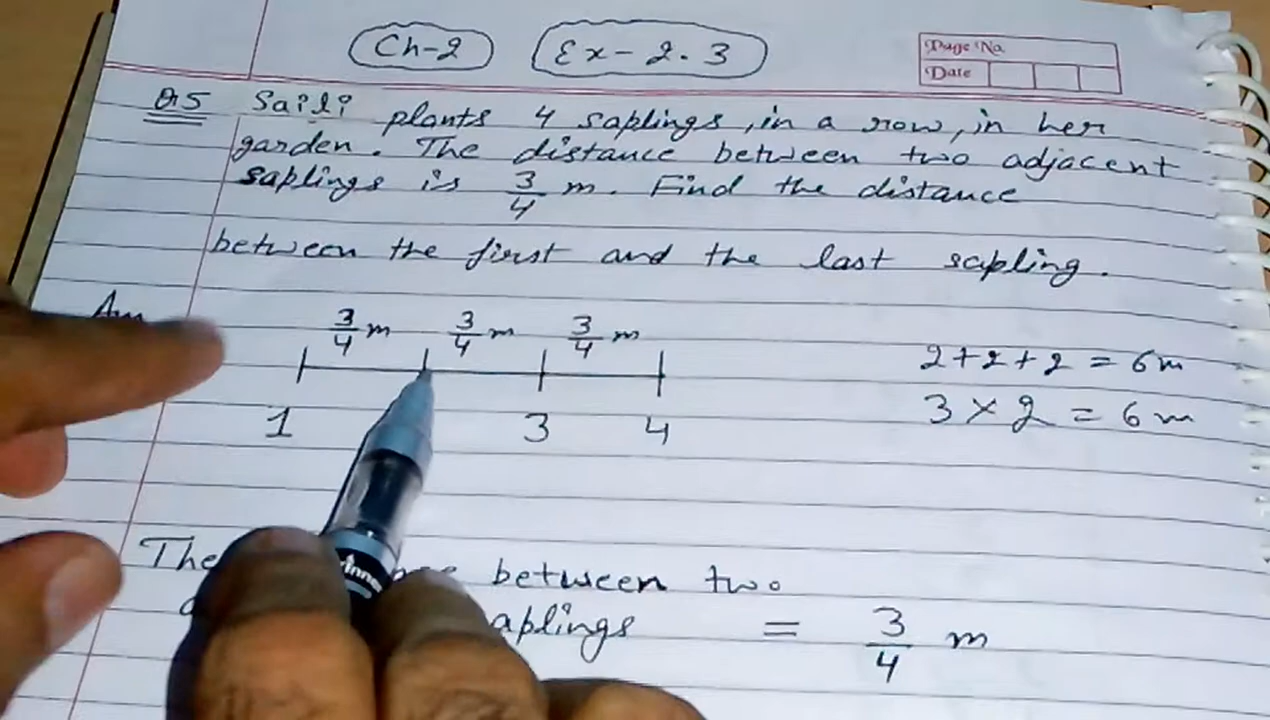 Ch-2 Ex-2.3
Page No.
Date
Q5 Saili plants 4 saplings, in a row, in her
garden. The distance between two adjacent
saplings is 3/4 m. Find the distance
between the first and the last sapling.
Ans
3/4 m 3/4 m 3/4 m
2+2+2 = 6m
1 3 4
3 × 2 = 6 m
between two
aplings = 3/4 m